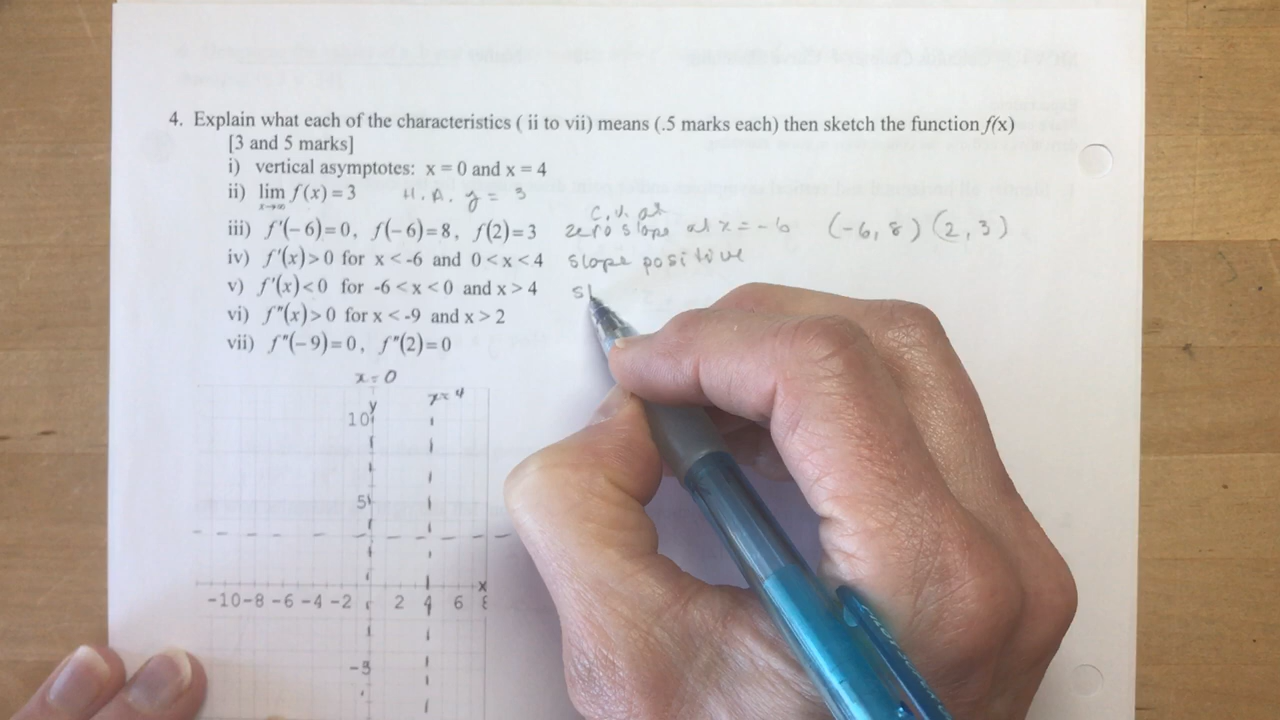 4. Explain what each of the characteristics ( ii to vii) means (.5 marks each) then sketch the function f(x)
[3 and 5 marks]
i) vertical asymptotes: x = 0 and x = 4
ii) lim x→∞ f(x) = 3 H.A. y = 3
c.v. at
iii) f'(−6)=0, f(−6)=8, f(2)=3 zero slope at x = −6 (−6, 8) (2, 3)
iv) f'(x)>0 for x < -6 and 0 < x < 4 slope positive
v) f'(x)<0 for -6 < x < 0 and x > 4 sl
vi) f"(x)>0 for x < -9 and x > 2
vii) f"(−9)=0, f"(2)=0
x=0
x=4
y
10
5
x
-10 -8 -6 -4 -2 2 4 6 8